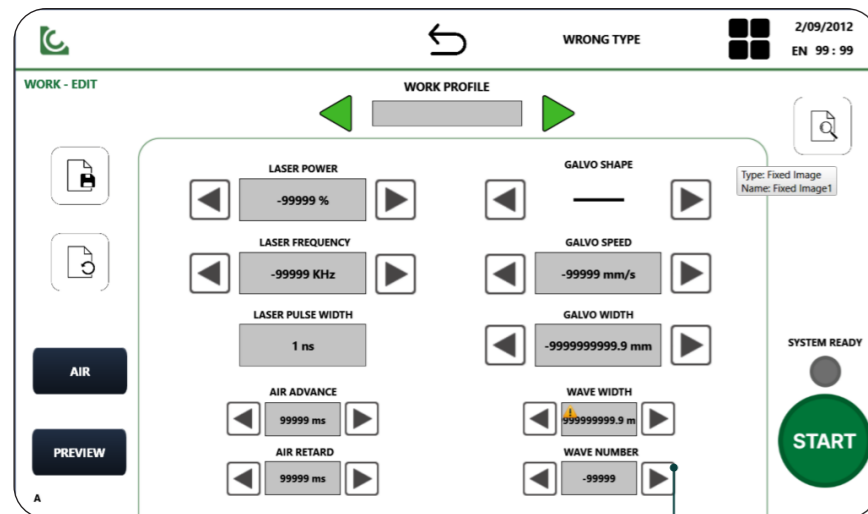 WRONG TYPE
2/09/2012
EN 99 : 99
WORK - EDIT
WORK PROFILE
LASER POWER
-99999 %
GALVO SHAPE
Type: Fixed Image
Name: Fixed Image1
LASER FREQUENCY
-99999 KHz
GALVO SPEED
-99999 mm/s
LASER PULSE WIDTH
1 ns
GALVO WIDTH
-9999999999.9 mm
SYSTEM READY
AIR
AIR ADVANCE
99999 ms
WAVE WIDTH
999999999.9 m
START
PREVIEW
AIR RETARD
99999 ms
WAVE NUMBER
-99999
A